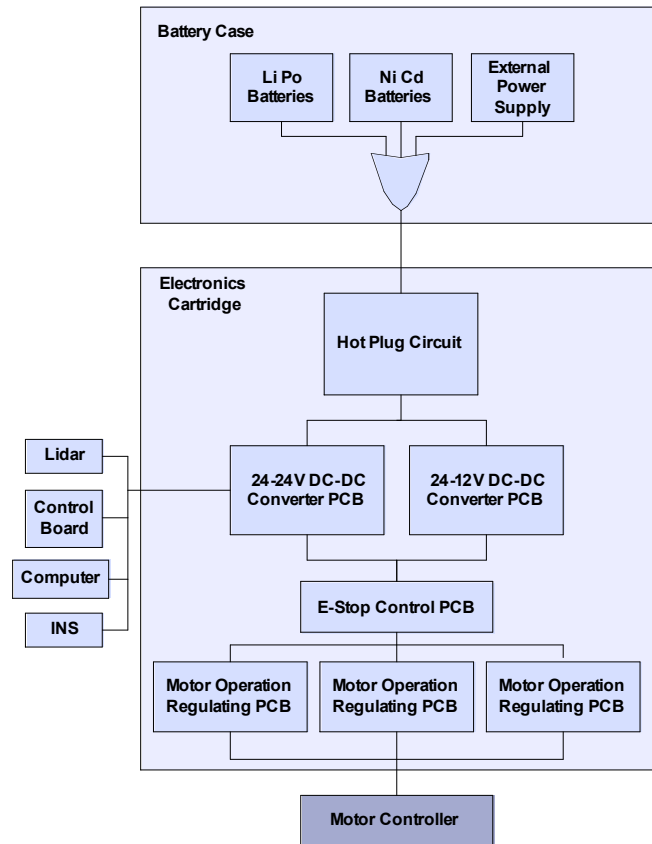 Battery Case
Li Po
Batteries
Ni Cd
Batteries
External
Power
Supply
Electronics
Cartridge
Hot Plug Circuit
Lidar
Control
Board
Computer
INS
24-24V DC-DC
Converter PCB
24-12V DC-DC
Converter PCB
E-Stop Control PCB
Motor Operation
Regulating PCB
Motor Operation
Regulating PCB
Motor Operation
Regulating PCB
Motor Controller